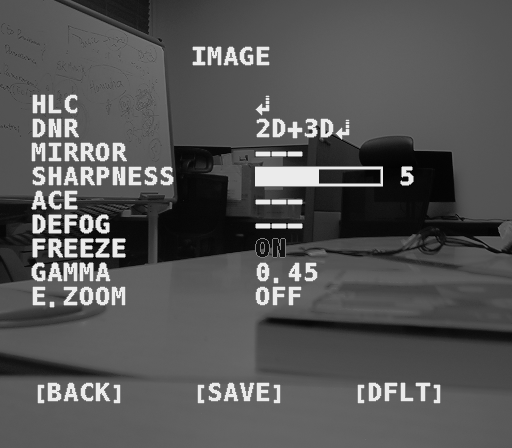 IMAGE
HLC ↲
DNR 2D+3D↲
MIRROR ---
SHARPNESS 5
ACE ---
DEFOG ---
FREEZE ON
GAMMA 0.45
E.ZOOM OFF
[BACK] [SAVE] [DFLT]